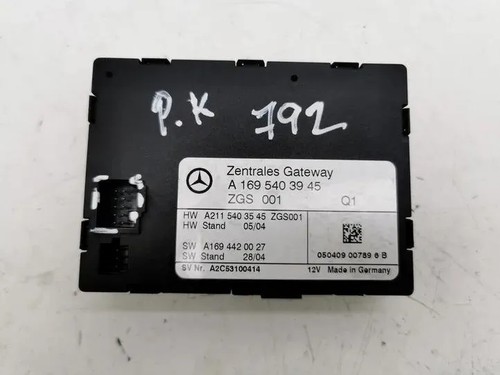 P.K 792
Zentrales Gateway
A 169 540 39 45
ZGS 001 Q1
HW A211 540 35 45 ZGS001
HW Stand 05/04
SW A169 442 00 27
SW Stand 28/04
SV Nr. A2C53100414
050409 00789 6 B
12V Made in Germany